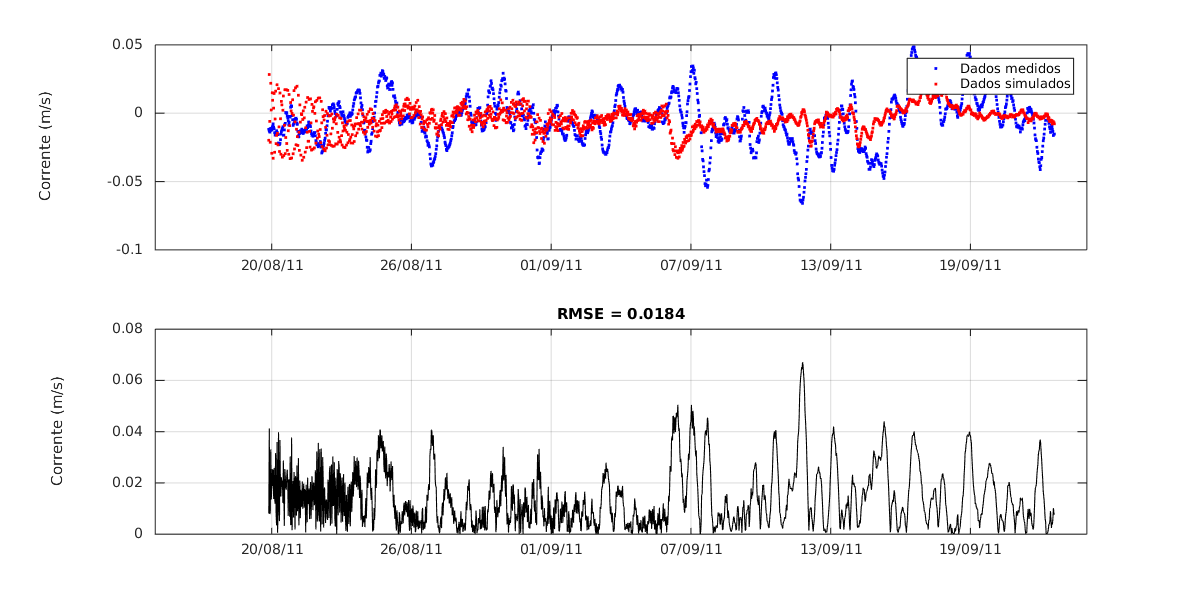 0.05
0
-0.05
-0.1
Corrente (m/s)
Dados medidos
Dados simulados
20/08/11 26/08/11 01/09/11 07/09/11 13/09/11 19/09/11
RMSE = 0.0184
0.08
0.06
0.04
0.02
0
Corrente (m/s)
20/08/11 26/08/11 01/09/11 07/09/11 13/09/11 19/09/11